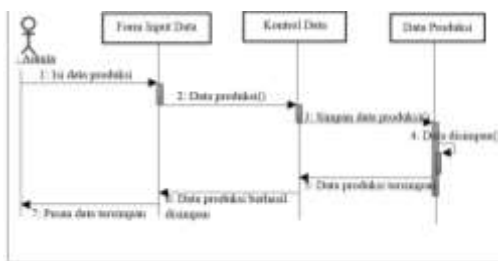 Form Input Data
Kontrol Data
Data Produksi
Admin
1: Isi data produksi
2: Data produksi()
3: Simpan data produksi()
4: Data disimpan()
5: Data produksi tersimpan
6: Data produksi berhasil
disimpan
7: Pesan data tersimpan